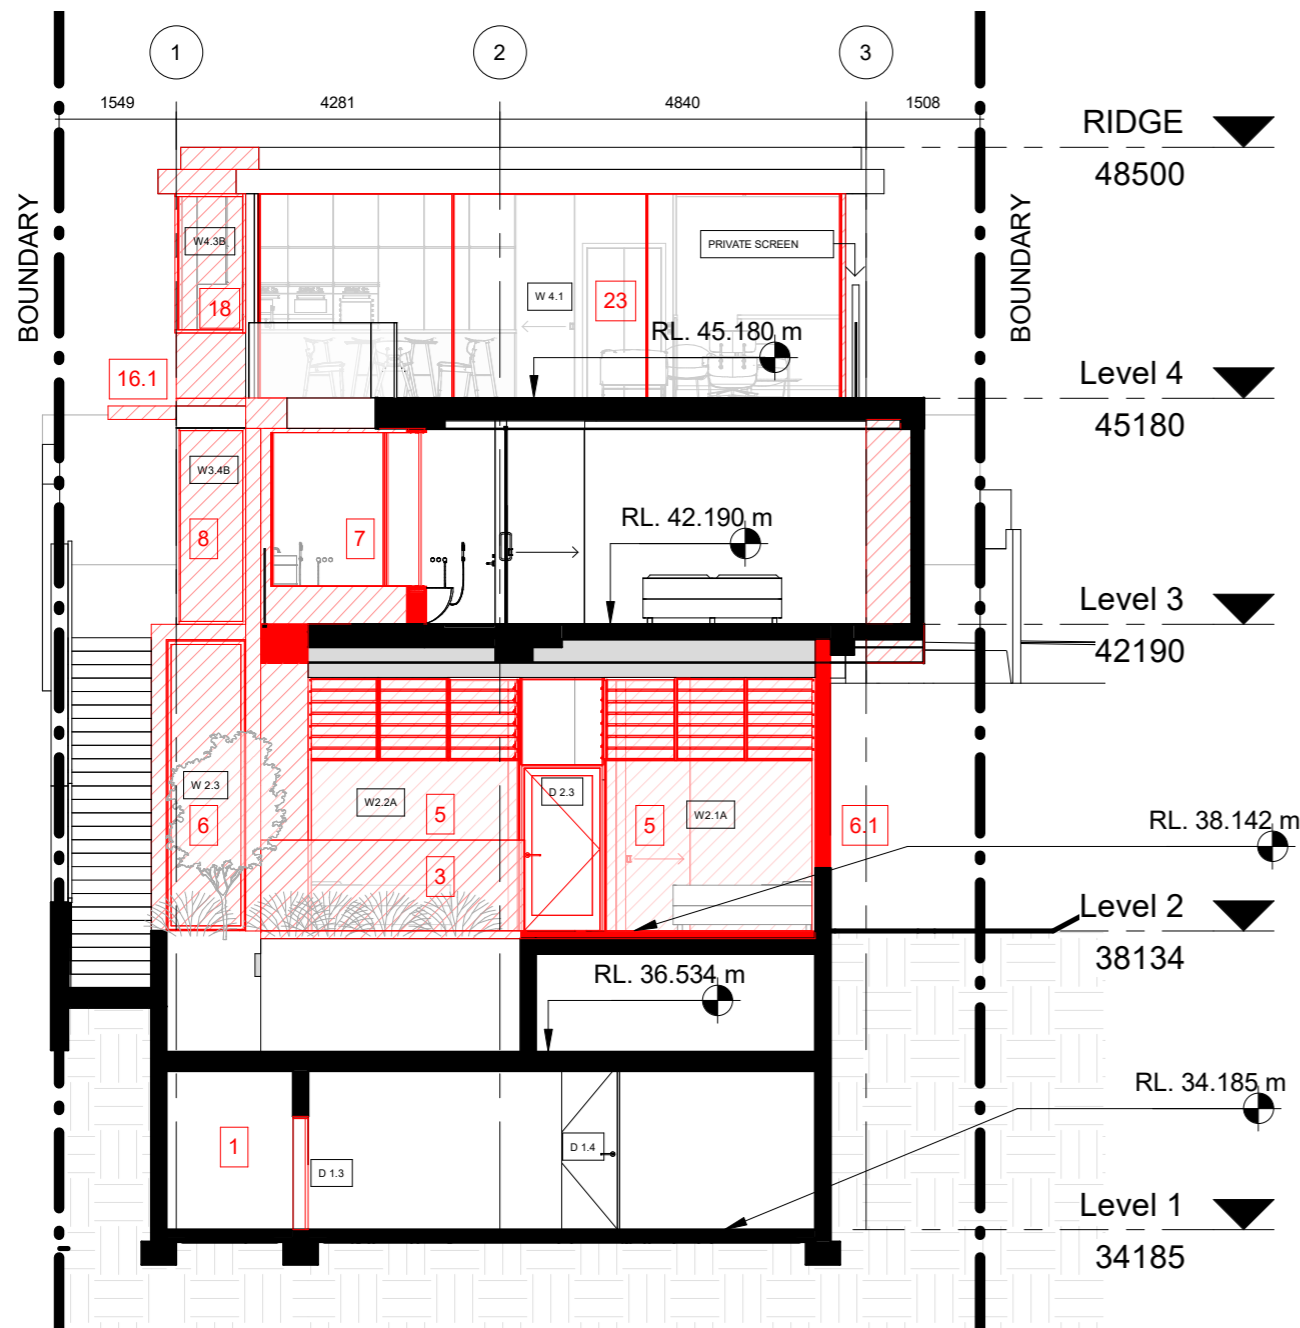 1
2
3
1549
4281
4840
1508
RIDGE
48500
BOUNDARY
BOUNDARY
W4.3B
PRIVATE SCREEN
18
W 4.1
23
RL. 45.180 m
16.1
Level 4
45180
W3.4B
8
7
RL. 42.190 m
Level 3
42190
W 2.3
6
W2.2A
5
D 2.3
5
W2.1A
6.1
RL. 38.142 m
3
Level 2
38134
RL. 36.534 m
RL. 34.185 m
1
D 1.3
D 1.4
Level 1
34185